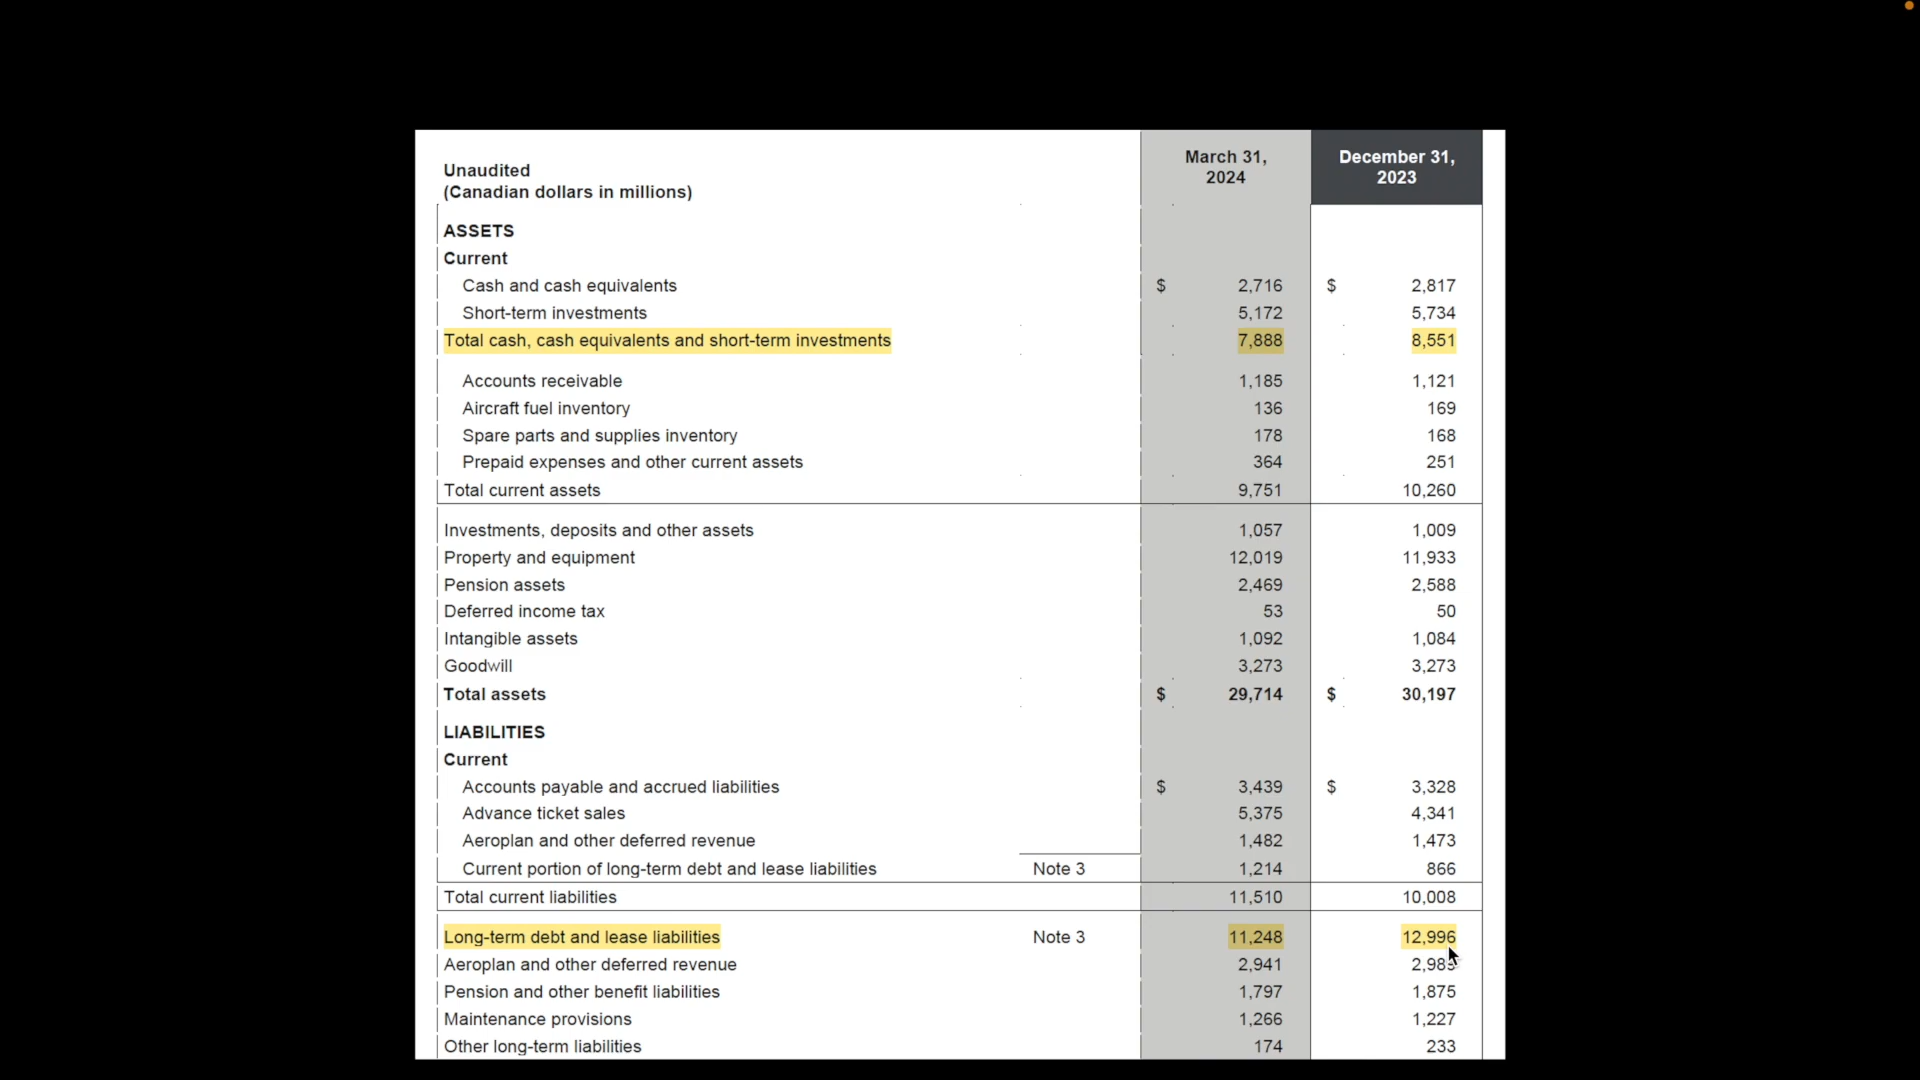 Unaudited
(Canadian dollars in millions)
March 31, 2024
December 31, 2023
ASSETS
Current
Cash and cash equivalents $ 2,716 $ 2,817
Short-term investments 5,172 5,734
Total cash, cash equivalents and short-term investments 7,888 8,551
Accounts receivable 1,185 1,121
Aircraft fuel inventory 136 169
Spare parts and supplies inventory 178 168
Prepaid expenses and other current assets 364 251
Total current assets 9,751 10,260
Investments, deposits and other assets 1,057 1,009
Property and equipment 12,019 11,933
Pension assets 2,469 2,588
Deferred income tax 53 50
Intangible assets 1,092 1,084
Goodwill 3,273 3,273
Total assets $ 29,714 $ 30,197
LIABILITIES
Current
Accounts payable and accrued liabilities $ 3,439 $ 3,328
Advance ticket sales 5,375 4,341
Aeroplan and other deferred revenue 1,482 1,473
Current portion of long-term debt and lease liabilities Note 3 1,214 866
Total current liabilities 11,510 10,008
Long-term debt and lease liabilities Note 3 11,248 12,996
Aeroplan and other deferred revenue 2,941
Pension and other benefit liabilities 1,797 1,875
Maintenance provisions 1,266 1,227
Other long-term liabilities 174 233